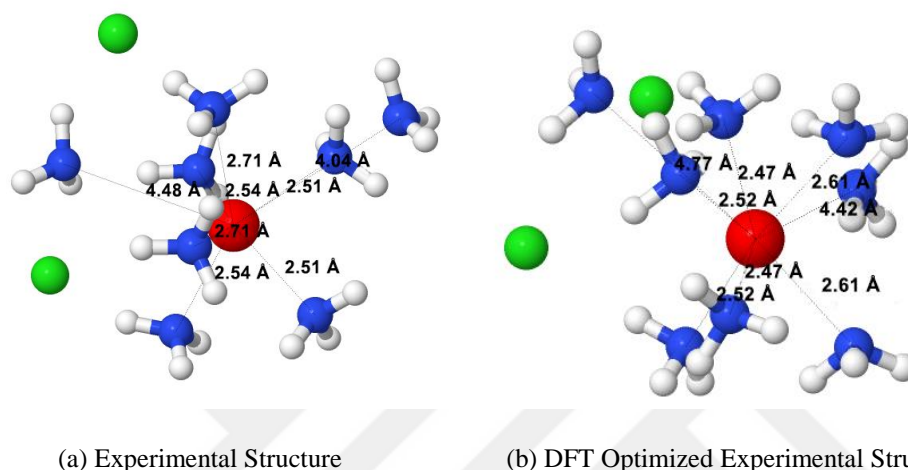 2.71 Å
4.04 Å
4.48 Å
2.54 Å
2.51 Å
2.71 Å
2.54 Å
2.51 Å
4.77 Å
2.47 Å
2.61 Å
2.52 Å
4.42 Å
2.47 Å
2.52 Å
2.61 Å
(a) Experimental Structure
(b) DFT Optimized Experimental Stru